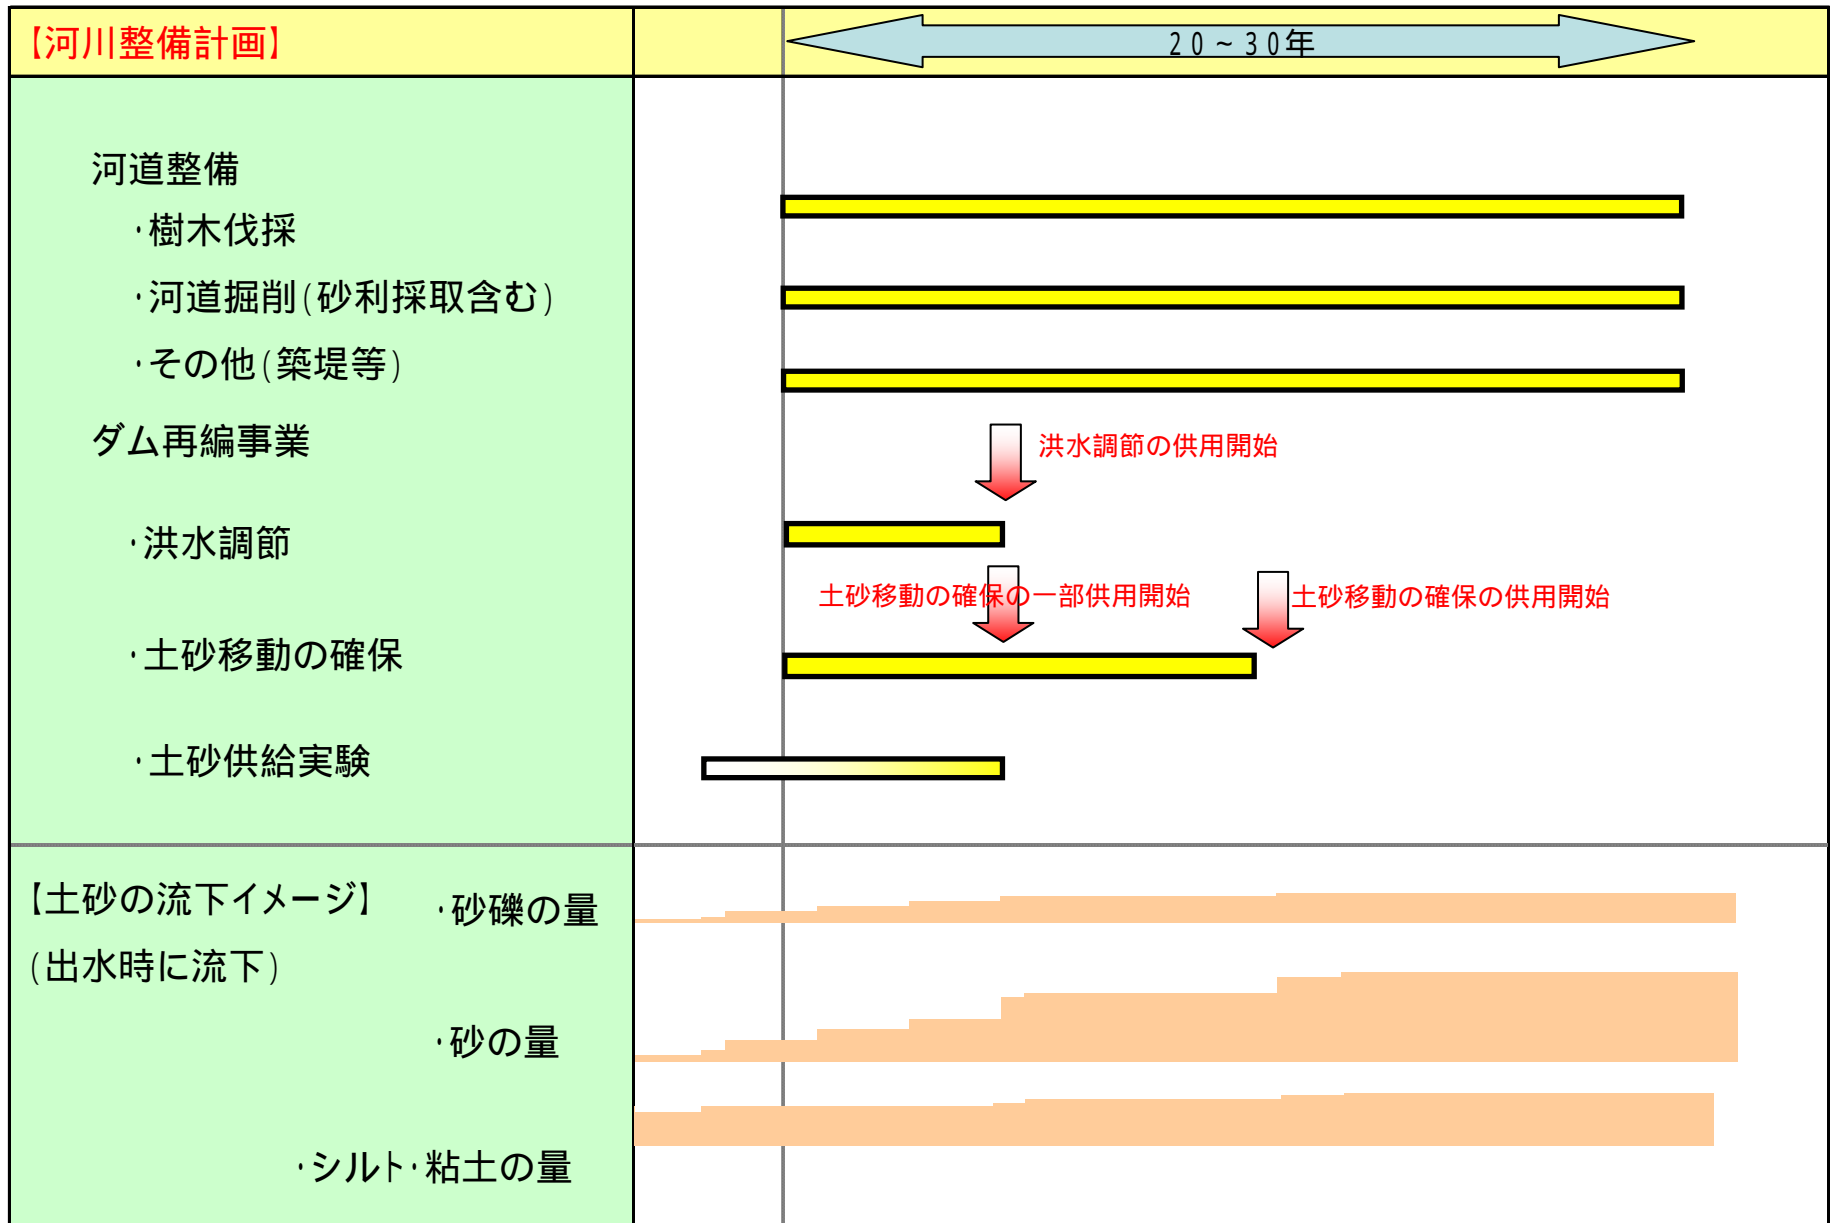 【河川整備計画】
20~30年
河道整備
・樹木伐採
・河道掘削(砂利採取含む)
・その他(築堤等)
ダム再編事業
洪水調節の供用開始
・洪水調節
土砂移動の確保の一部供用開始
土砂移動の確保の供用開始
・土砂移動の確保
・土砂供給実験
【土砂の流下イメージ】
・砂礫の量
(出水時に流下)
・砂の量
・シルト・粘土の量